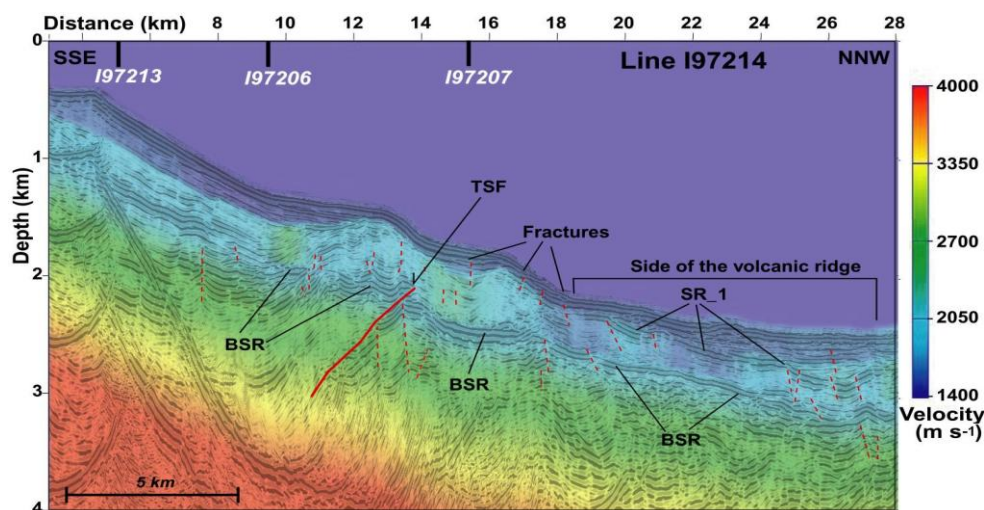 Distance (km) 8 10 12 14 16 18 20 22 24 26 28
0
SSE
I97213
I97206
I97207
Line I97214
NNW
4000
1
Depth (km)
TSF
3350
Fractures
2
Side of the volcanic ridge
2700
SR_1
BSR
2050
BSR
3
BSR
1400
Velocity
(m s-1)
5 km
4